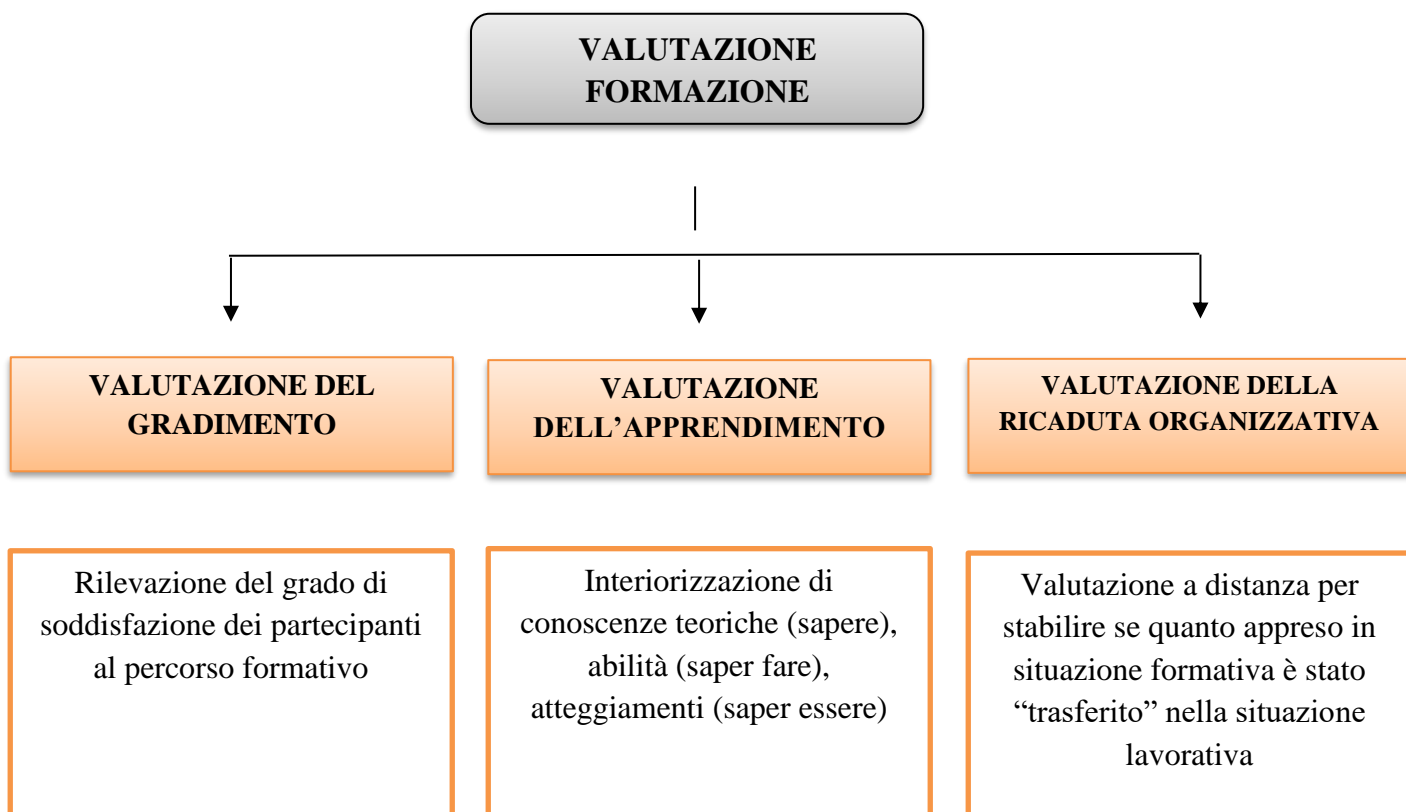 VALUTAZIONE
FORMAZIONE
VALUTAZIONE DEL
GRADIMENTO
VALUTAZIONE
DELL’APPRENDIMENTO
VALUTAZIONE DELLA
RICADUTA ORGANIZZATIVA
Rilevazione del grado di
soddisfazione dei partecipanti
al percorso formativo
Interiorizzazione di
conoscenze teoriche (sapere),
abilità (saper fare),
atteggiamenti (saper essere)
Valutazione a distanza per
stabilire se quanto appreso in
situazione formativa è stato
“trasferito” nella situazione
lavorativa